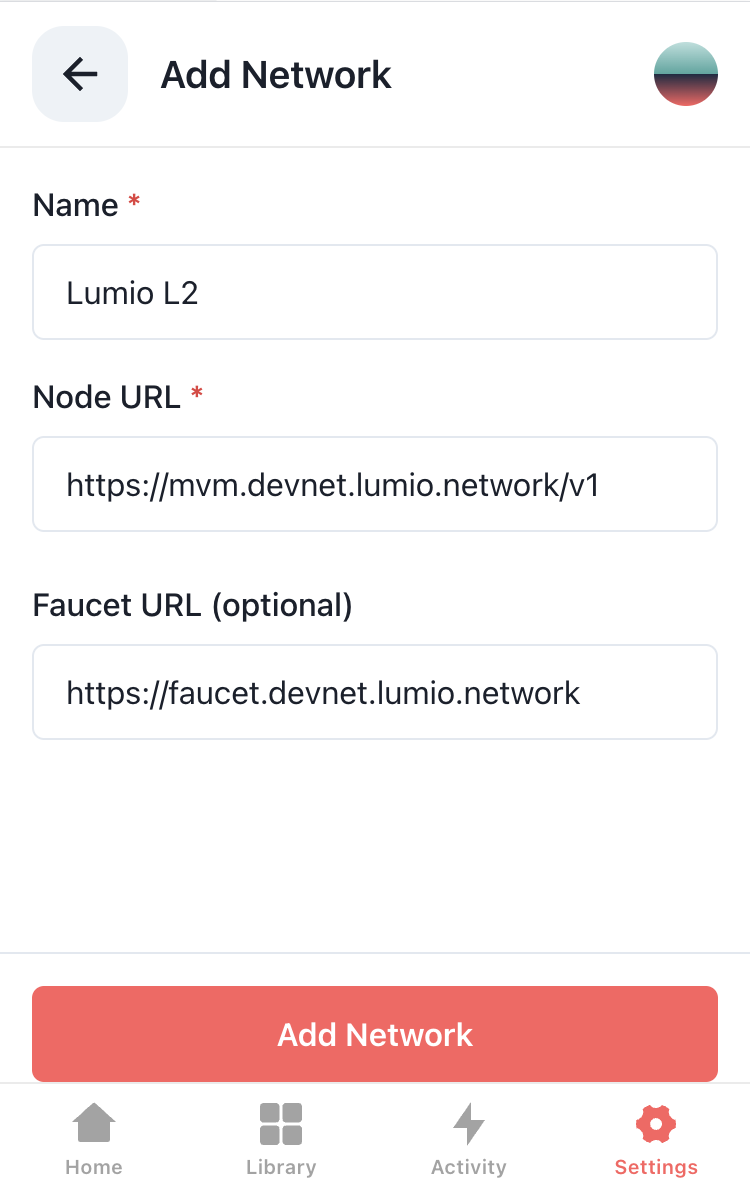 Add Network
Name *
Lumio L2
Node URL *
https://mvm.devnet.lumio.network/v1
Faucet URL (optional)
https://faucet.devnet.lumio.network
Add Network
Home Library Activity Settings